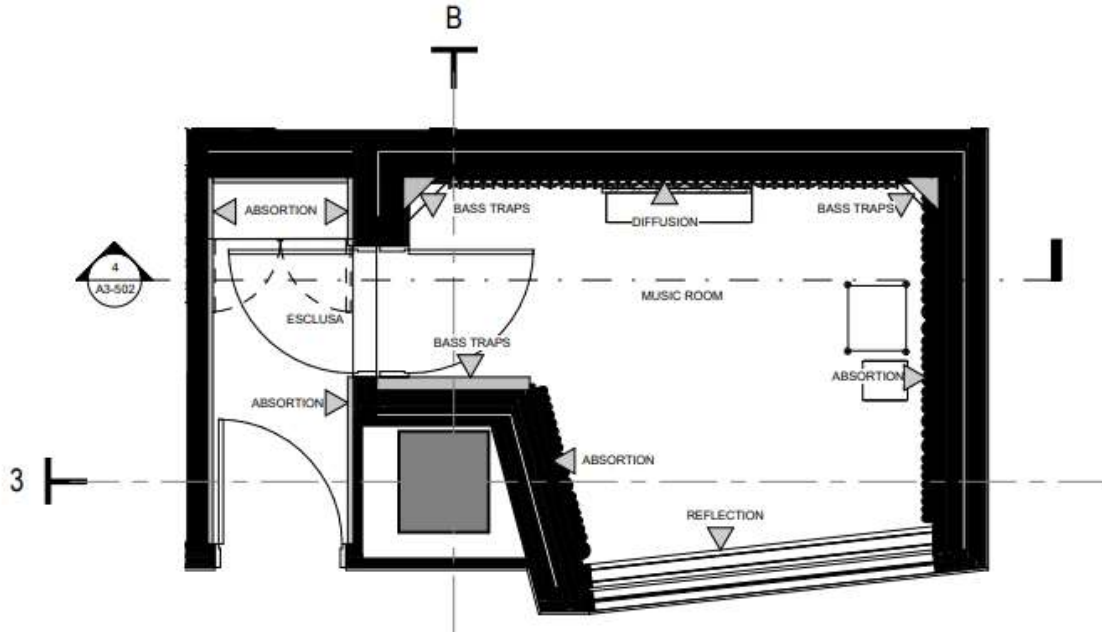 B
ABSORTION
BASS TRAPS
DIFFUSION
BASS TRAPS
4
A3-502
MUSIC ROOM
ESCLUSA
BASS TRAPS
ABSORTION
ABSORTION
ABSORTION
3
REFLECTION